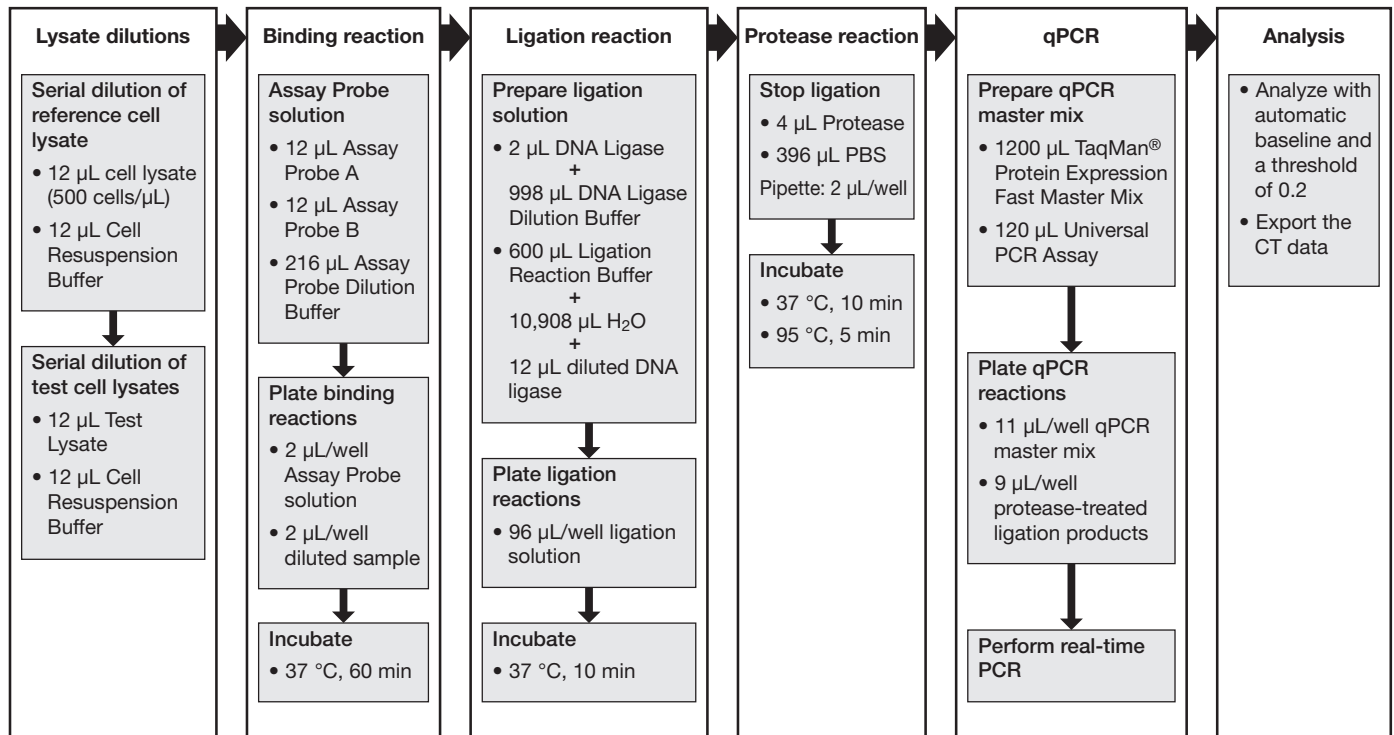 Lysate dilutions
Serial dilution of
reference cell
lysate
• 12 µL cell lysate
(500 cells/µL)
• 12 µL Cell
Resuspension
Buffer
Serial dilution of
test cell lysates
• 12 µL Test
Lysate
• 12 µL Cell
Resuspension
Buffer
Binding reaction
Assay Probe
solution
• 12 µL Assay
Probe A
• 12 µL Assay
Probe B
• 216 µL Assay
Probe Dilution
Buffer
Plate binding
reactions
• 2 µL/well
Assay Probe
solution
• 2 µL/well
diluted sample
Incubate
• 37 °C, 60 min
Ligation reaction
Prepare ligation
solution
• 2 µL DNA Ligase
+
998 µL DNA Ligase
Dilution Buffer
• 600 µL Ligation
Reaction Buffer
+
10,908 µL H₂O
+
12 µL diluted DNA
ligase
Plate ligation
reactions
• 96 µL/well ligation
solution
Incubate
• 37 °C, 10 min
Protease reaction
Stop ligation
• 4 µL Protease
• 396 µL PBS
Pipette: 2 µL/well
Incubate
• 37 °C, 10 min
• 95 °C, 5 min
qPCR
Prepare qPCR
master mix
• 1200 µL TaqMan®
Protein Expression
Fast Master Mix
• 120 µL Universal
PCR Assay
Plate qPCR
reactions
• 11 µL/well qPCR
master mix
• 9 µL/well
protease-treated
ligation products
Perform real-time
PCR
Analysis
• Analyze with
automatic
baseline and
a threshold
of 0.2
• Export the
CT data